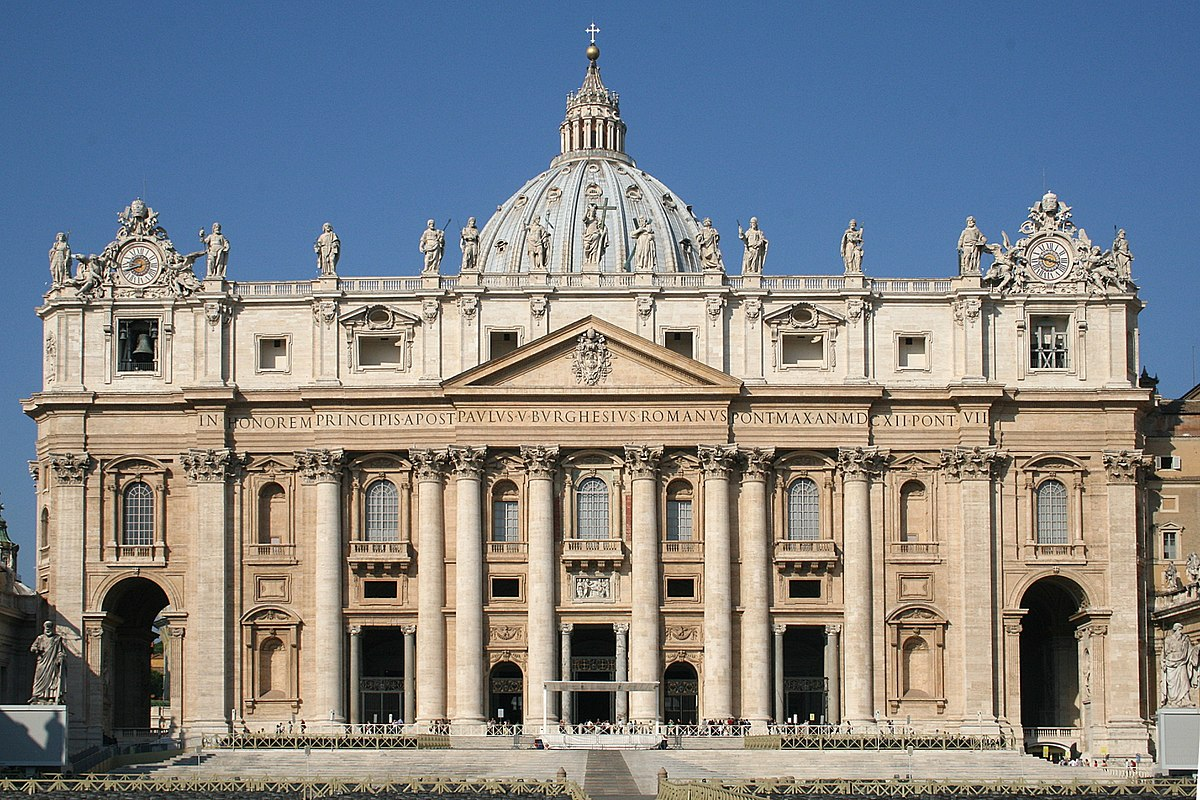 IN HONOREM PRINCIPIS APOST PAVLVS V BVRGHESIVS ROMANVS PONT MAX AN MDCXII PONT VII